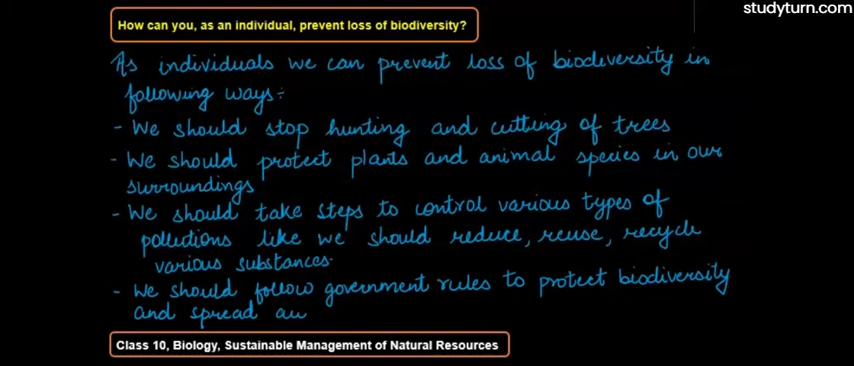 studyturn.com
How can you, as an individual, prevent loss of biodiversity?
As individuals we can prevent loss of biodiversity in
following ways:
- We should stop hunting and cutting of trees
- We should protect plants and animal species in our
surroundings
- We should take steps to control various types of
pollutions like we should reduce, reuse, recycle
various substances.
- We should follow government rules to protect biodiversity
and spread au
Class 10, Biology, Sustainable Management of Natural Resources